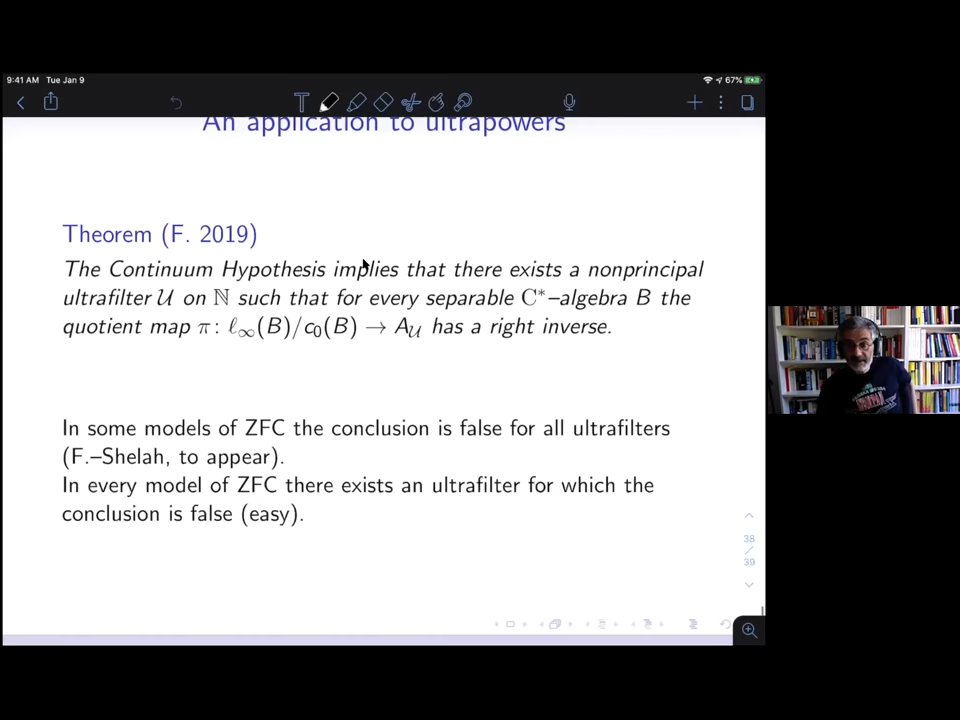 9:41 AM Tue Jan 9
67%
An application to ultrapowers
Theorem (F. 2019)
The Continuum Hypothesis implies that there exists a nonprincipal
ultrafilter 𝒰 on ℕ such that for every separable C*–algebra B the
quotient map π: ℓ∞(B)/c₀(B) → A𝒰 has a right inverse.
In some models of ZFC the conclusion is false for all ultrafilters
(F.–Shelah, to appear).
In every model of ZFC there exists an ultrafilter for which the
conclusion is false (easy).
38
/
39